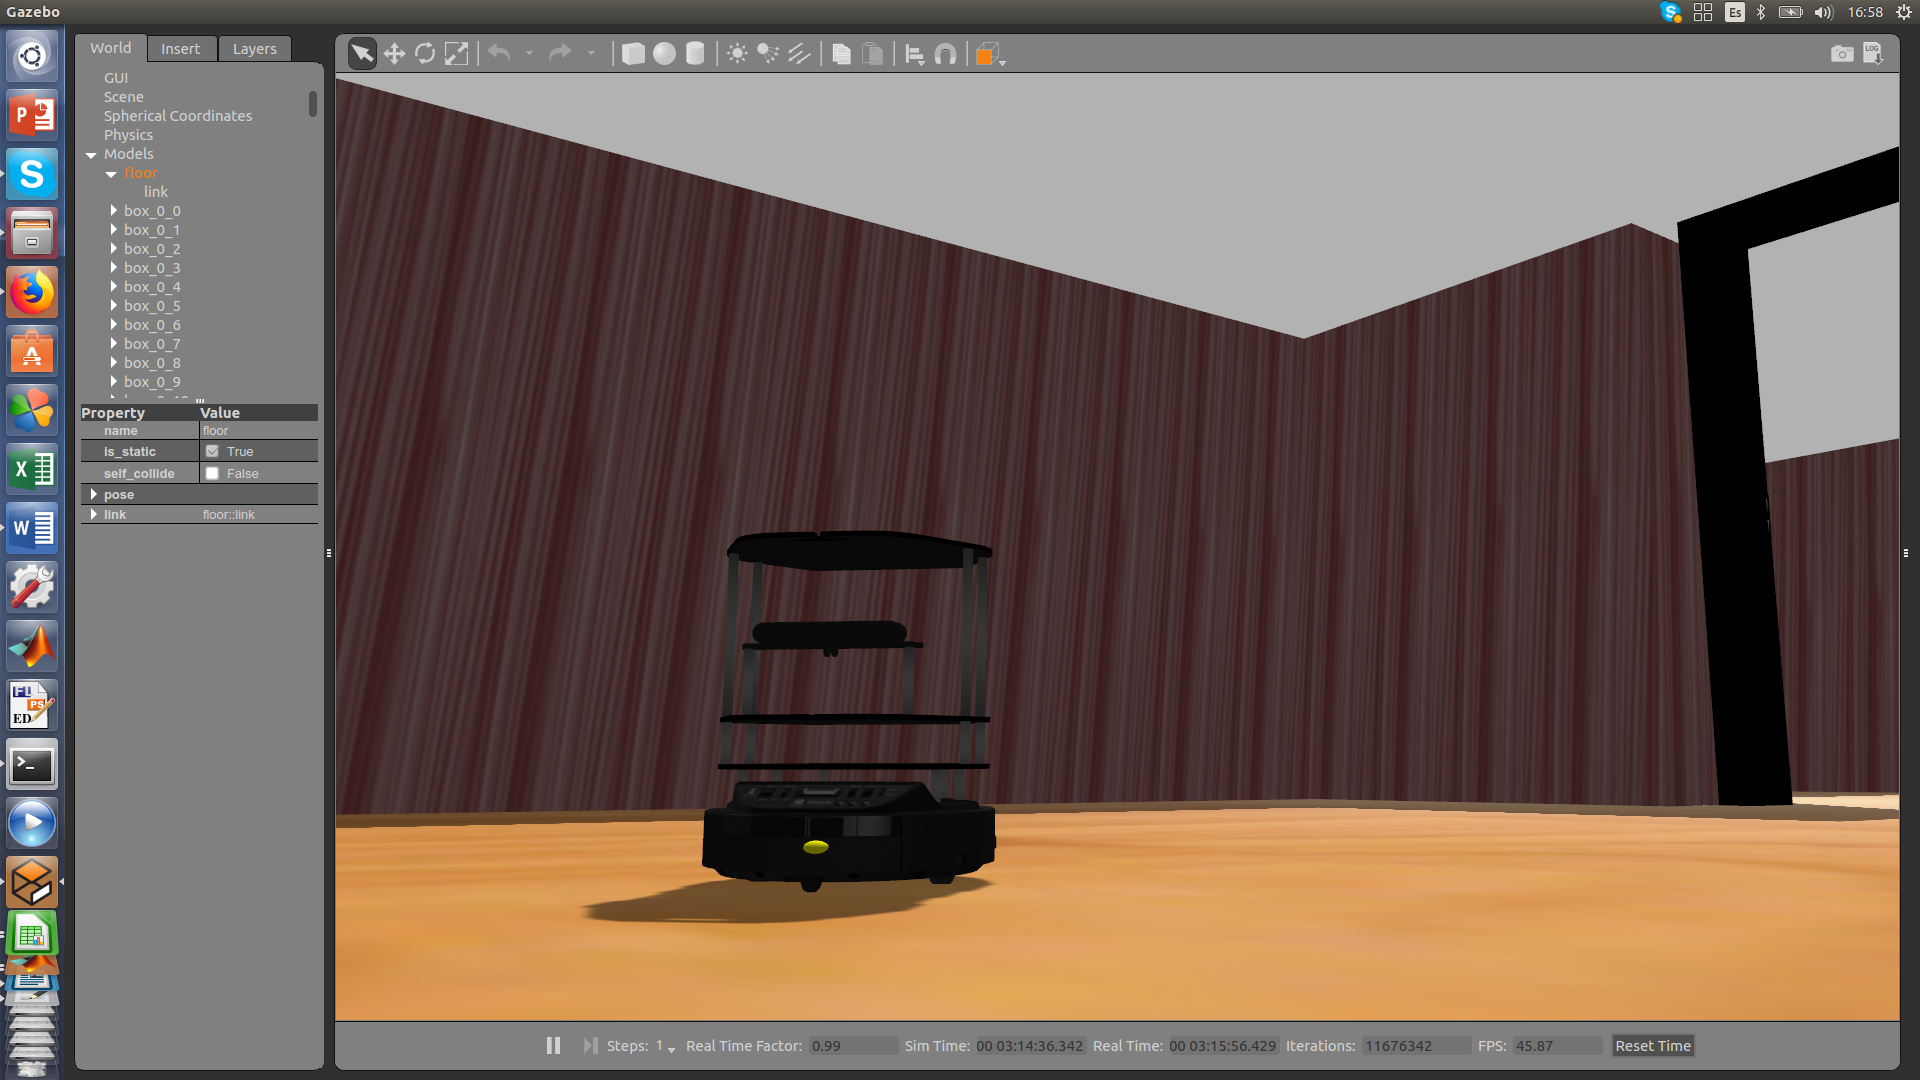 Gazebo
Es
16:58
World Insert Layers
LOG
GUI
Scene
Spherical Coordinates
Physics
Models
floor
link
box_0_0
box_0_1
box_0_2
box_0_3
box_0_4
box_0_5
box_0_6
box_0_7
box_0_8
box_0_9
Property Value
name floor
is_static True
self_collide False
pose
link floor::link
Steps: 1 Real Time Factor: 0.99 Sim Time: 00 03:14:36.342 Real Time: 00 03:15:56.429 Iterations: 11676342 FPS: 45.87 Reset Time